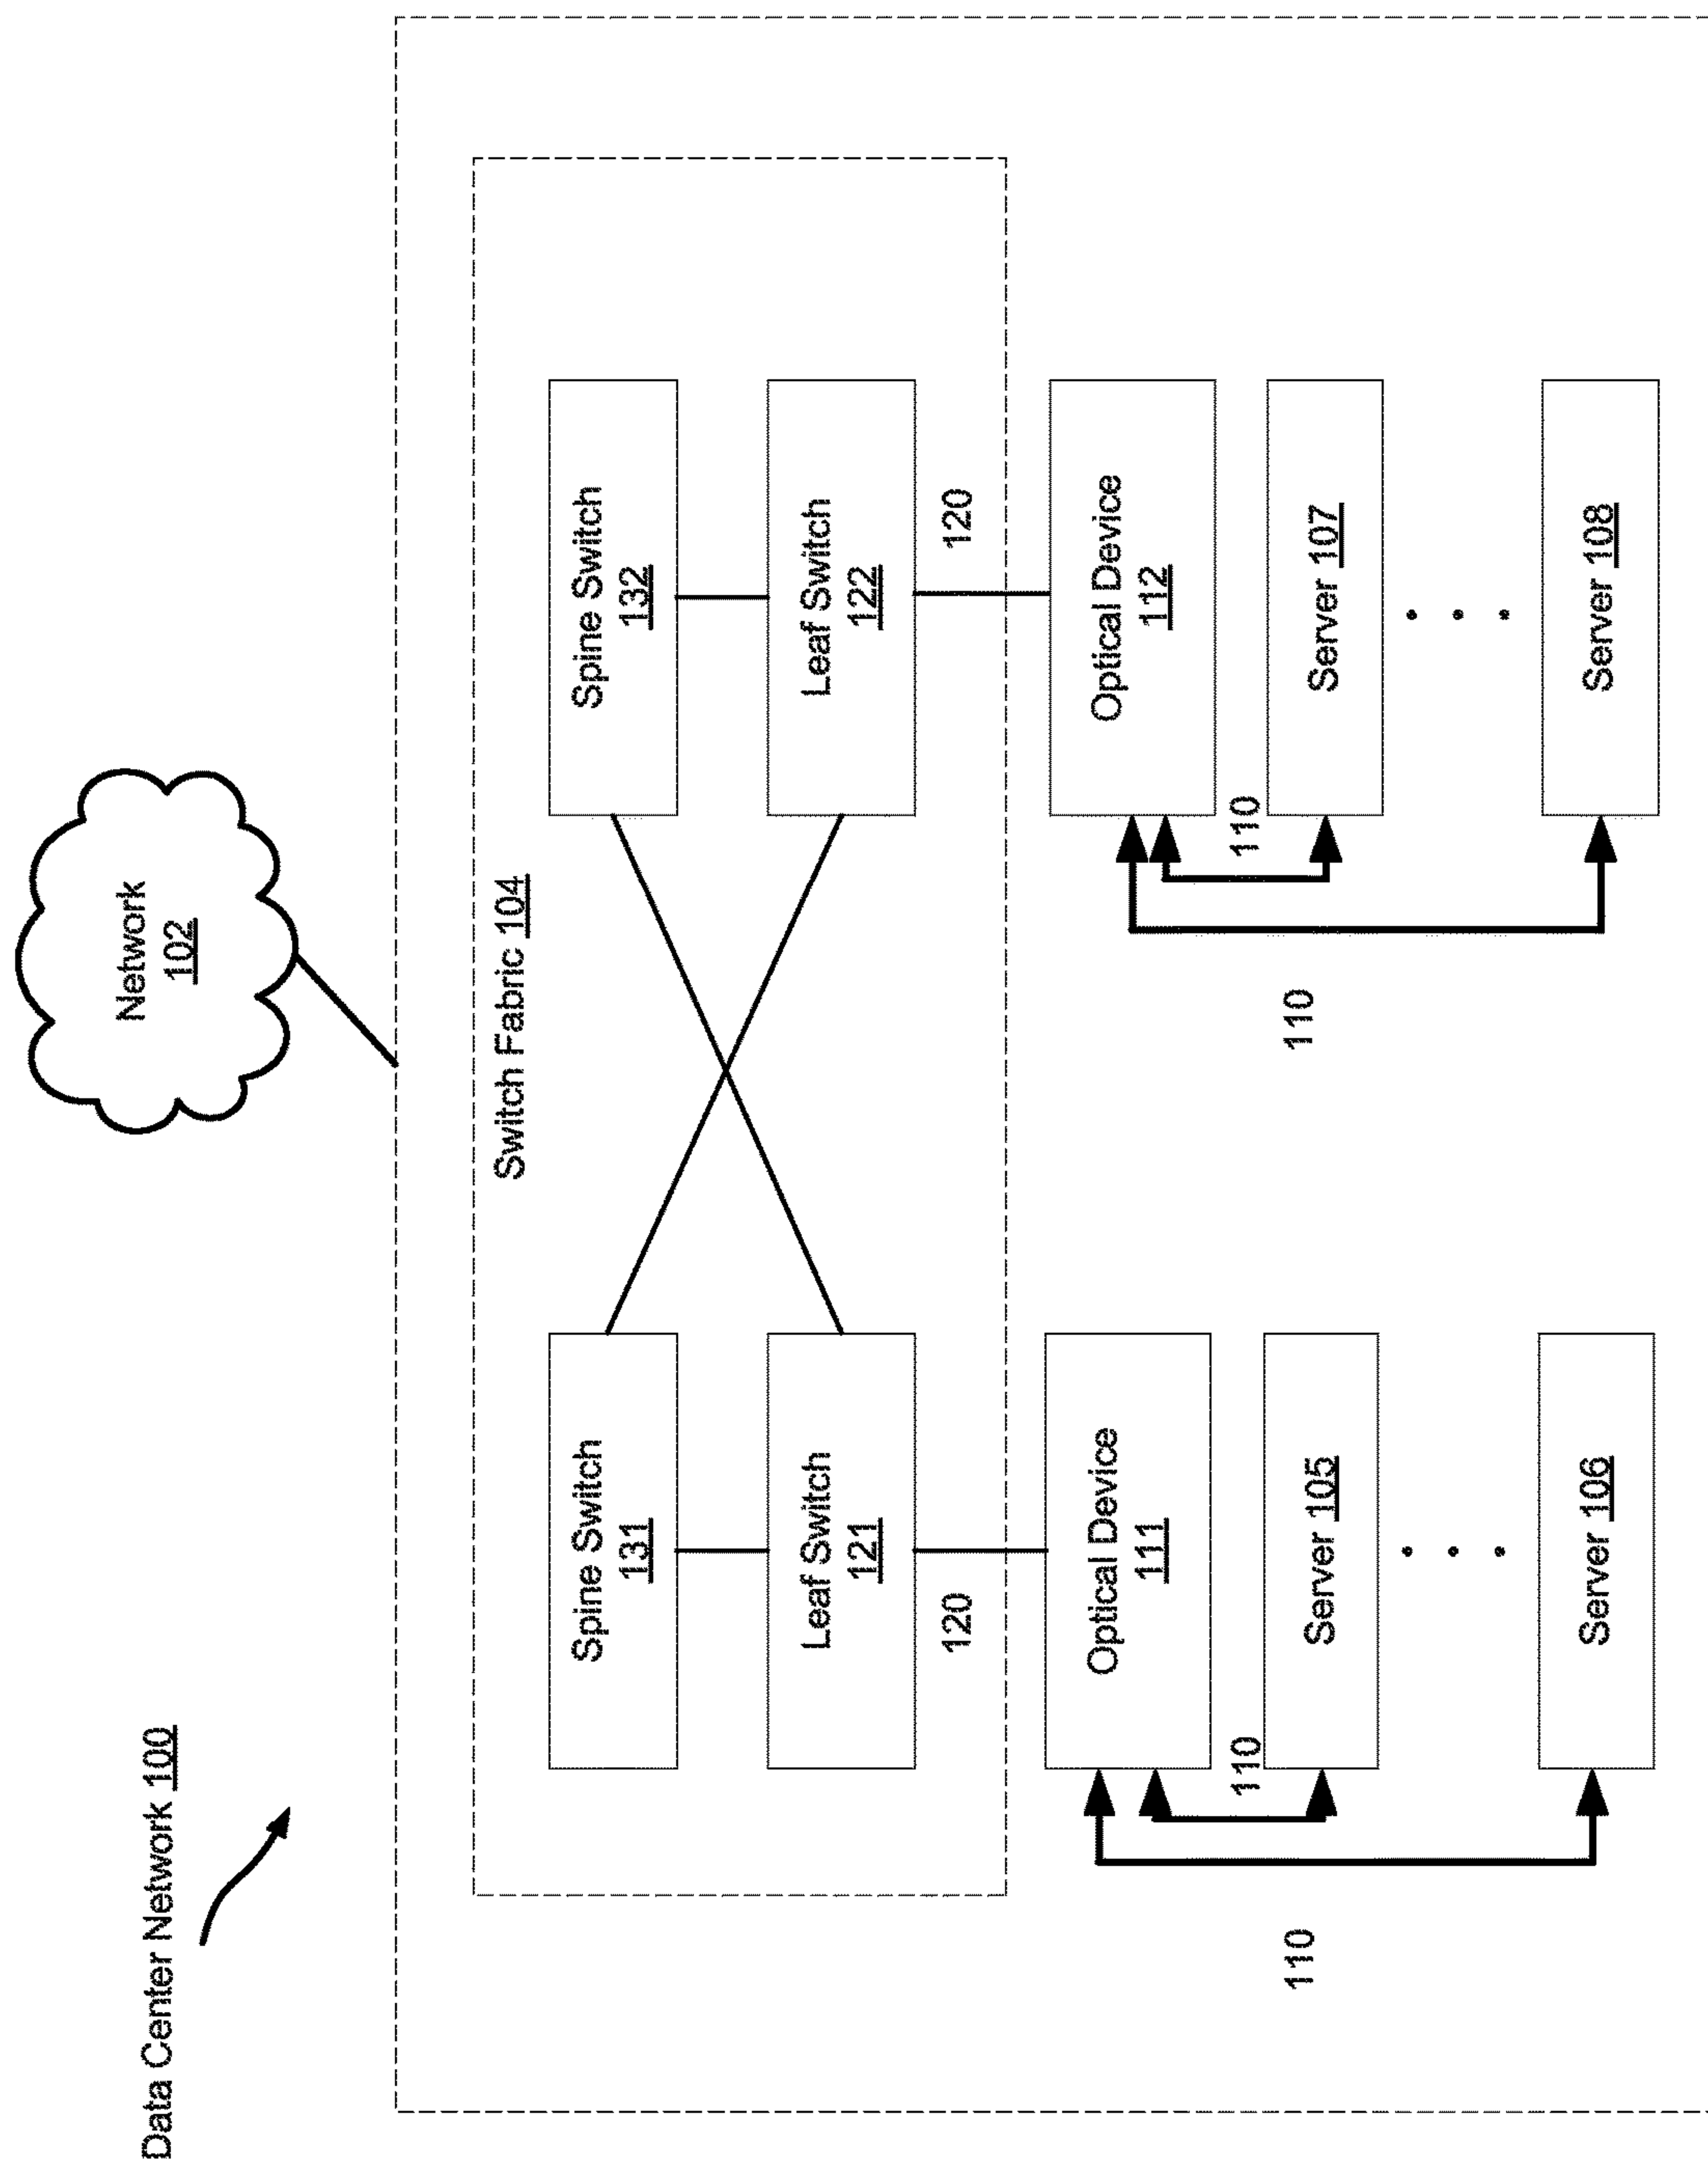 Data Center Network 100
Network
102
Switch Fabric 104
Spine Switch
131
Spine Switch
132
Leaf Switch
121
Leaf Switch
122
120
120
Optical Device
111
Optical Device
112
110
110
110
110
Server 105
Server 107
Server 106
Server 108